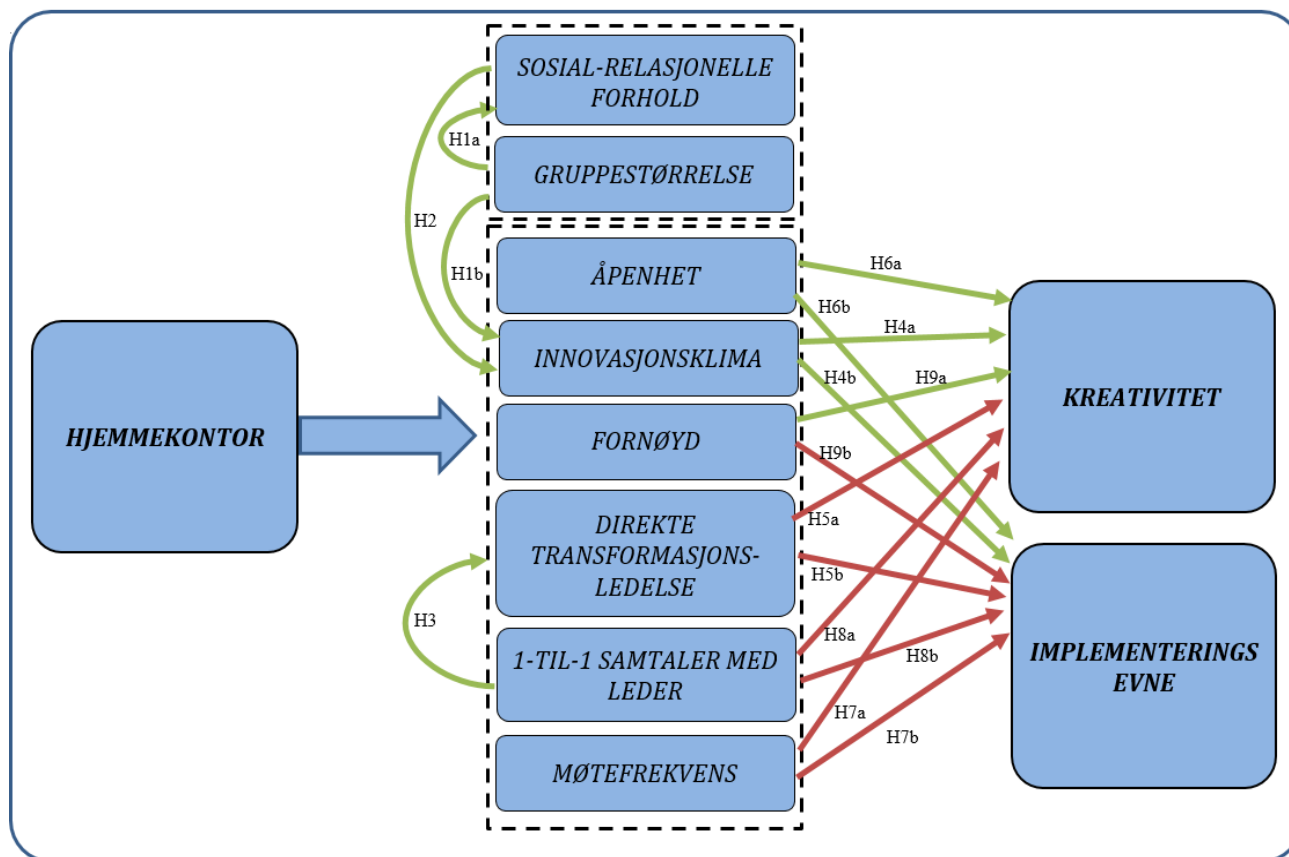 SOSIAL-RELASJONELLE
FORHOLD
H1a
GRUPPESTØRRELSE
H2
H1b
ÅPENHET
H6a
H6b
INNOVASJONSKLIMA
H4a
H4b
HJEMMEKONTOR
FORNØYD
H9a
H9b
KREATIVITET
DIREKTE
TRANSFORMASJONS-
LEDELSE
H5a
H5b
H3
1-TIL-1 SAMTALER MED
LEDER
H8a
H8b
IMPLEMENTERINGS
EVNE
MØTEFREKVENS
H7a
H7b